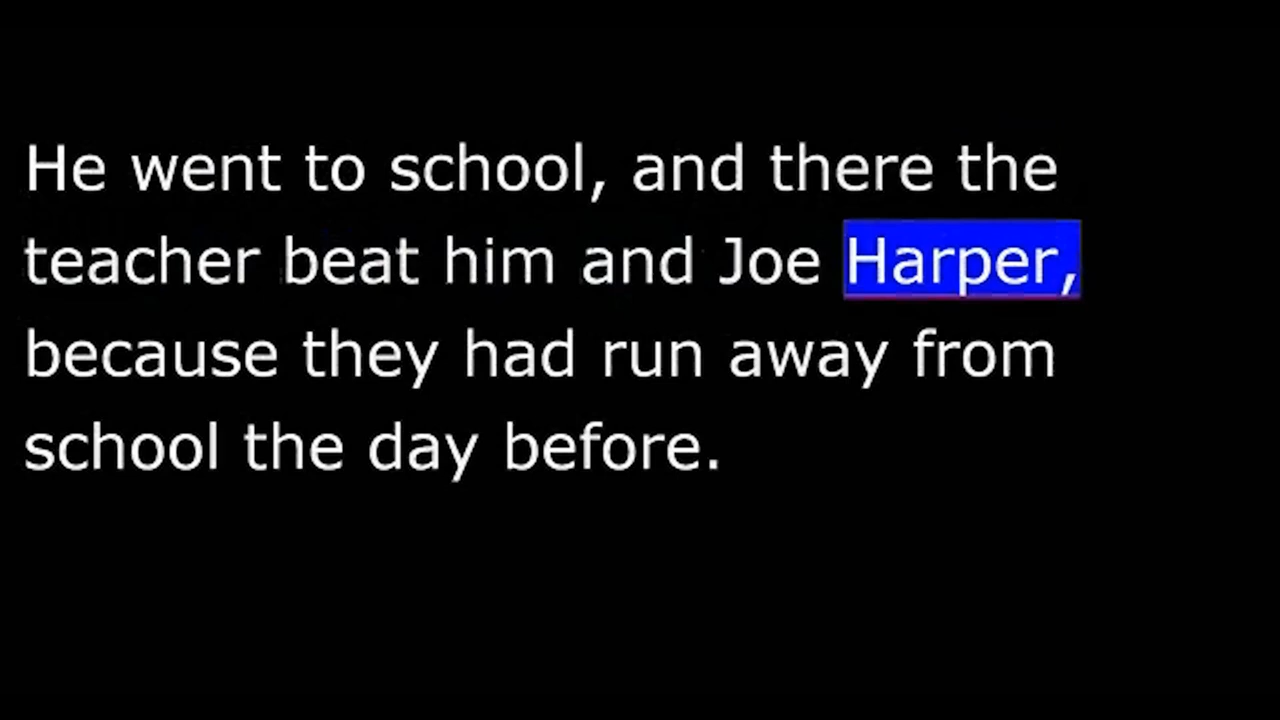 He went to school, and there the
teacher beat him and Joe Harper,
because they had run away from
school the day before.